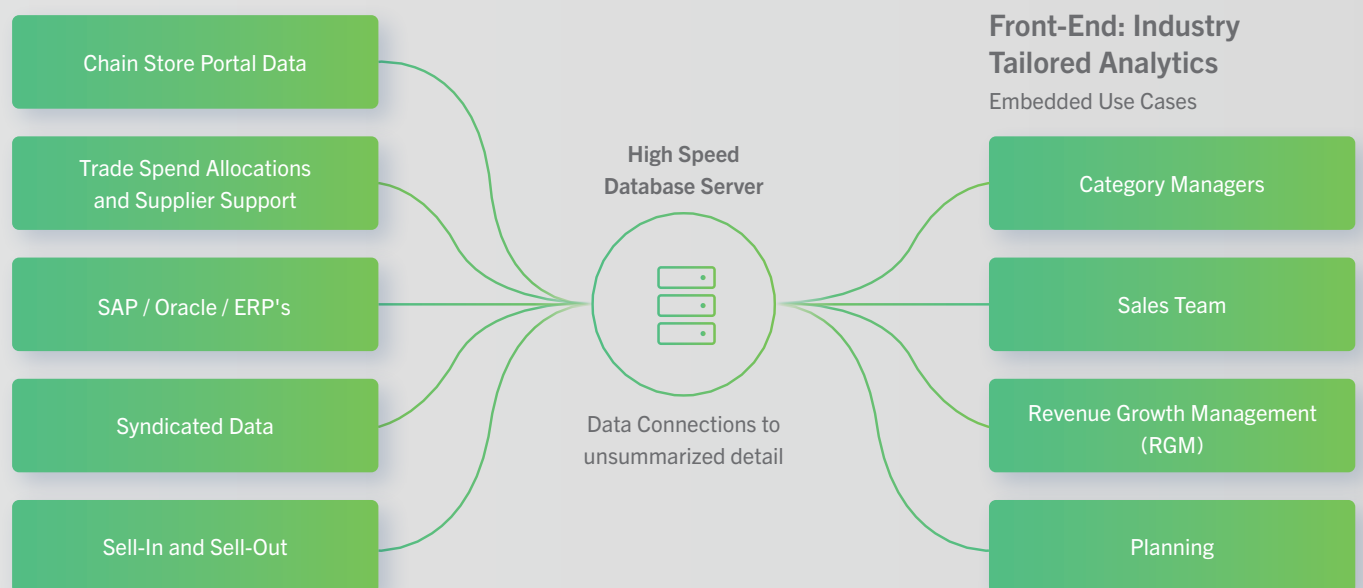 Chain Store Portal Data
Trade Spend Allocations
and Supplier Support
SAP / Oracle / ERP's
Syndicated Data
Sell-In and Sell-Out
High Speed
Database Server
Data Connections to
unsummarized detail
Front-End: Industry
Tailored Analytics
Embedded Use Cases
Category Managers
Sales Team
Revenue Growth Management
(RGM)
Planning